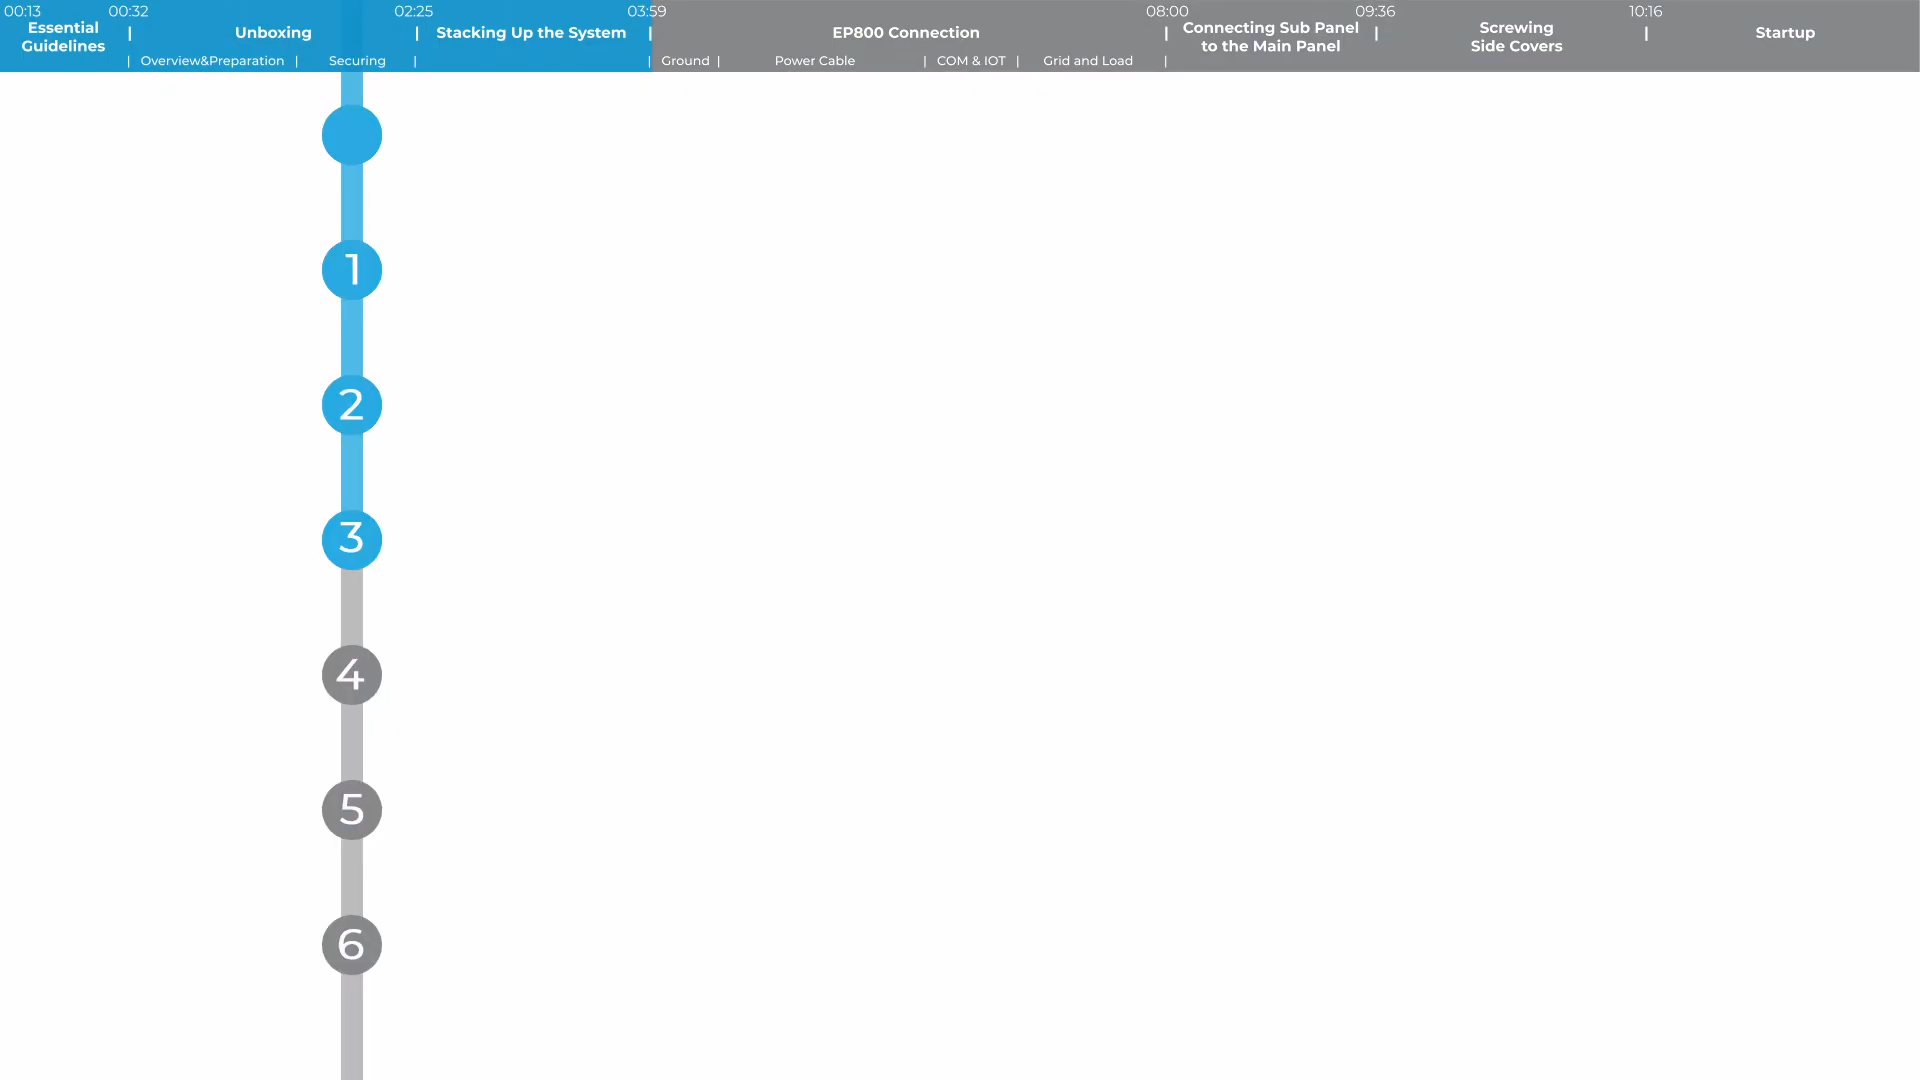 00:13 00:32 02:25 03:59 08:00 09:36 10:16
Essential
Guidelines
Unboxing
Stacking Up the System
EP800 Connection
Connecting Sub Panel
to the Main Panel
Screwing
Side Covers
Startup
Overview&Preparation
Securing
Ground
Power Cable
COM & IOT
Grid and Load
1
2
3
4
5
6